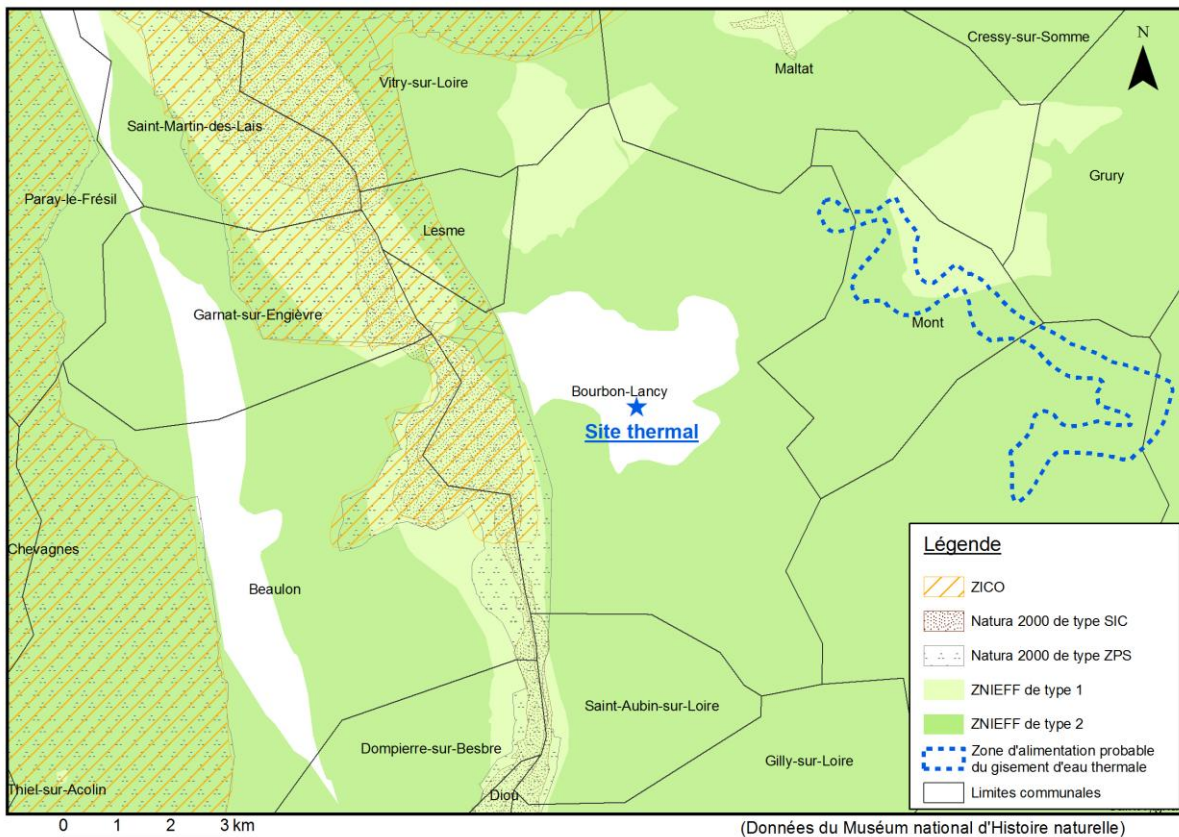 Cressy-sur-Somme
N
Maltat
Vitry-sur-Loire
Saint-Martin-des-Lais
Grury
Paray-le-Frésil
Lesme
Garnat-sur-Engièvre
Mont
Bourbon-Lancy
Site thermal
Chevagnes
Beaulon
Saint-Aubin-sur-Loire
Dompierre-sur-Besbre
Gilly-sur-Loire
Thiel-sur-Acolin
Diou
Légende
ZICO
Natura 2000 de type SIC
Natura 2000 de type ZPS
ZNIEFF de type 1
ZNIEFF de type 2
Zone d'alimentation probable
du gisement d'eau thermale
Limites communales
0 1 2 3 km
(Données du Muséum national d'Histoire naturelle)